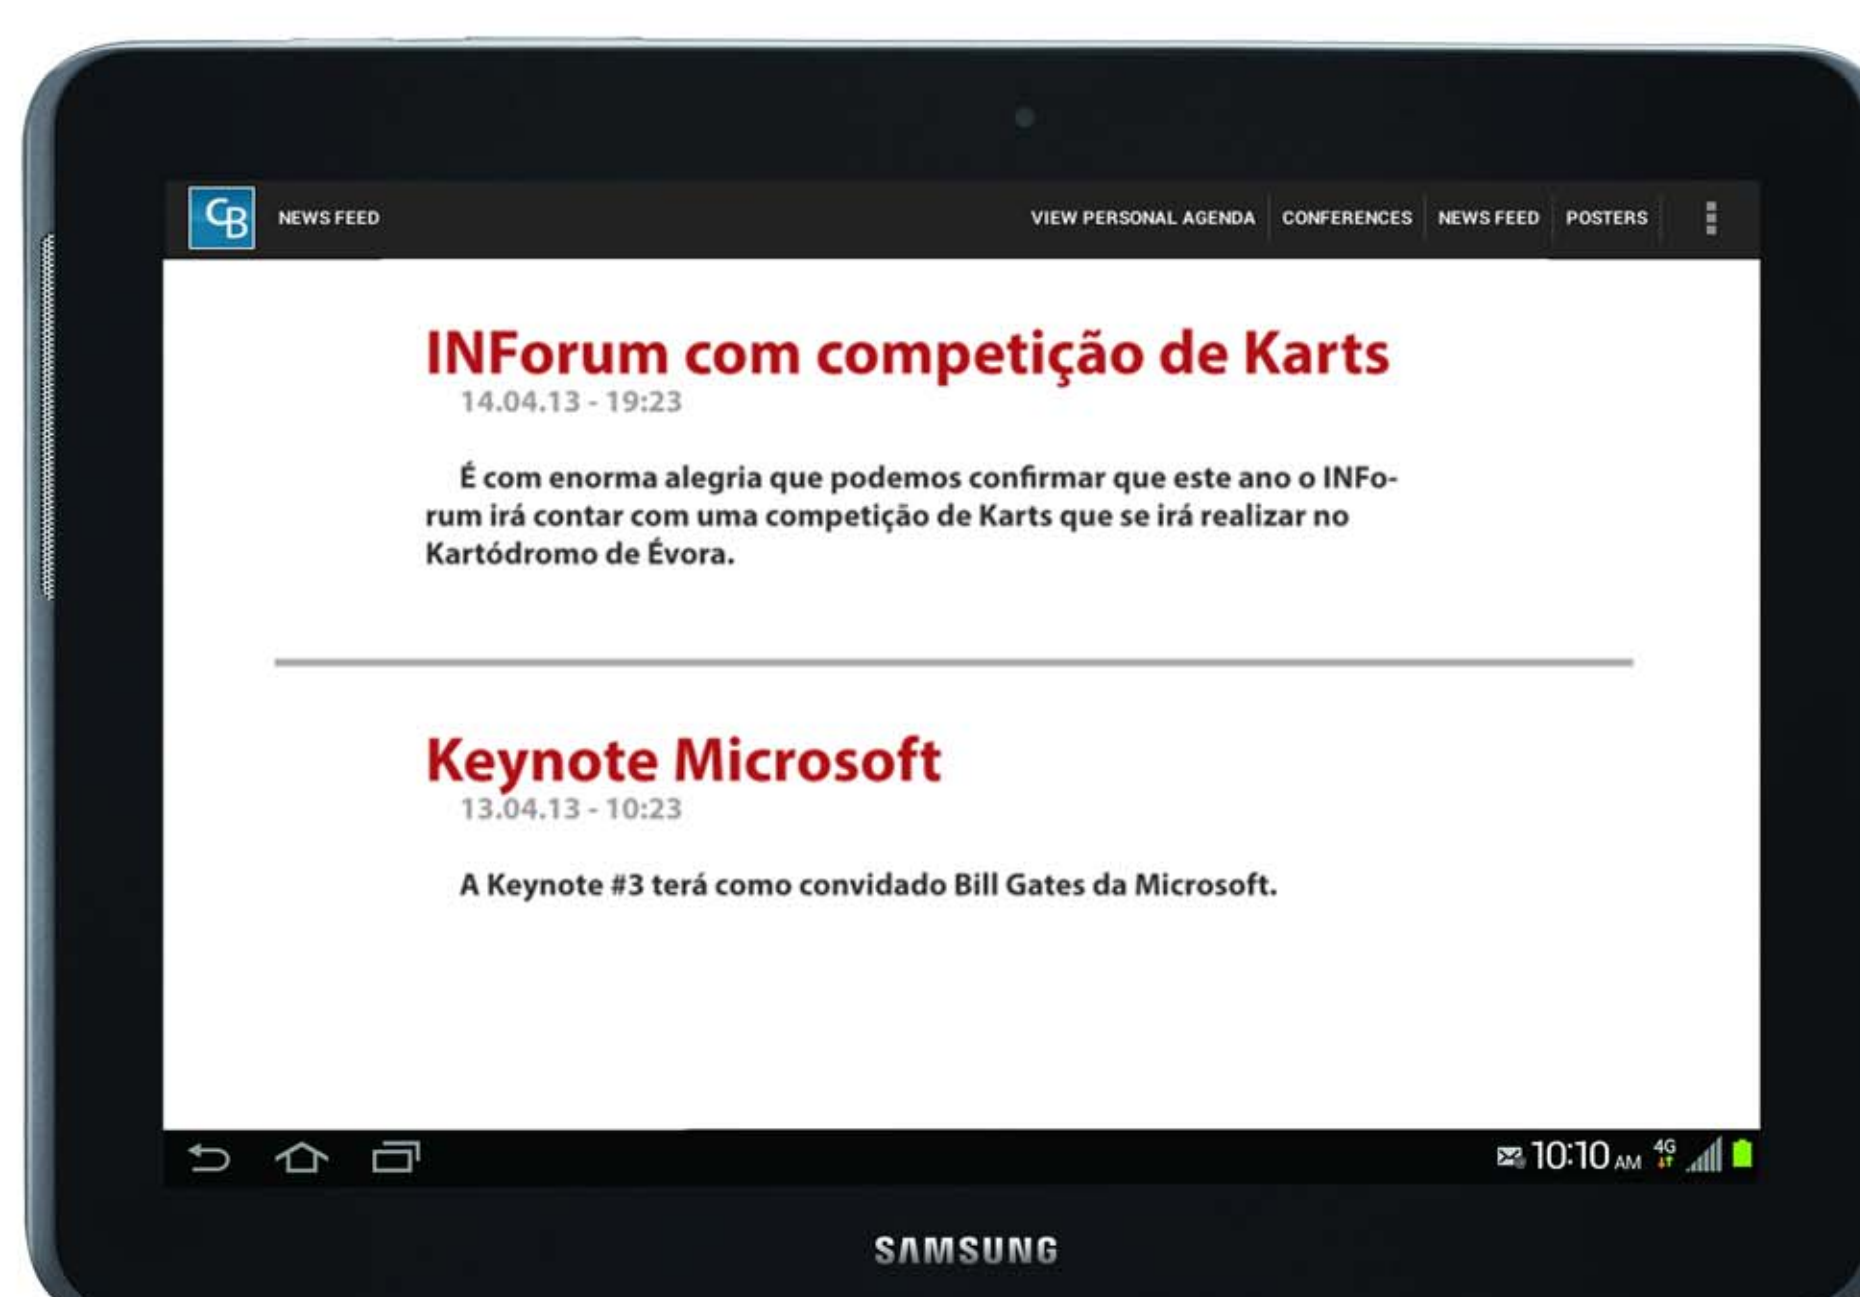 CB NEWS FEED VIEW PERSONAL AGENDA CONFERENCES NEWS FEED POSTERS
INForum com competição de Karts
14.04.13 - 19:23
É com enorma alegria que podemos confirmar que este ano o INFo-
rum irá contar com uma competição de Karts que se irá realizar no
Kartódromo de Évora.
Keynote Microsoft
13.04.13 - 10:23
A Keynote #3 terá como convidado Bill Gates da Microsoft.
10:10 AM 4G
SAMSUNG